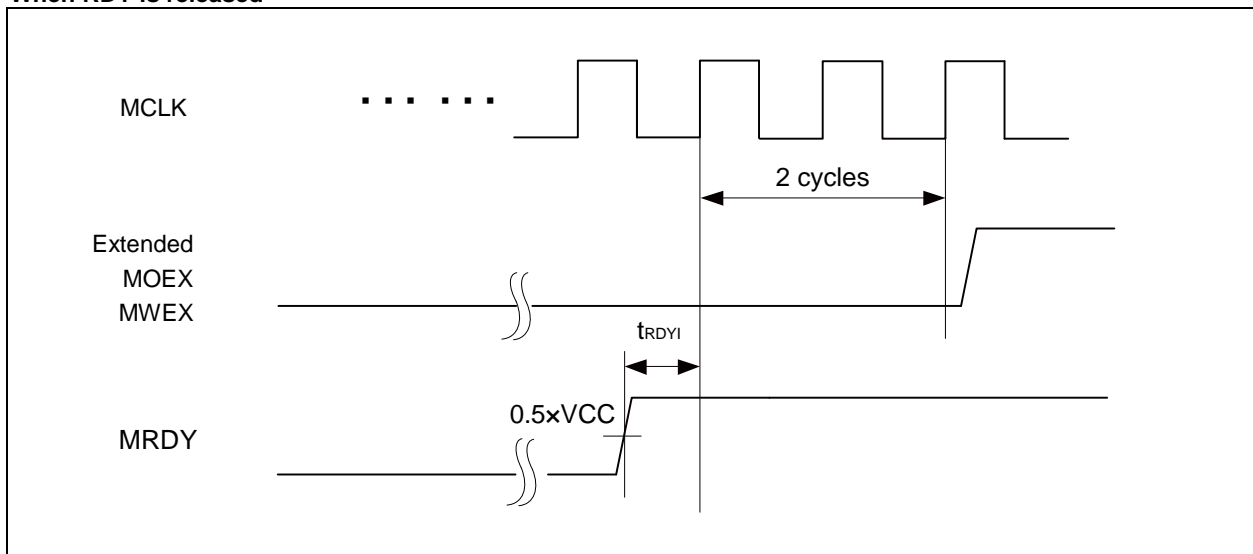 When RDY is released
MCLK
... ...
2 cycles
Extended
MOEX
MWEX
tRDYI
0.5×VCC
MRDY